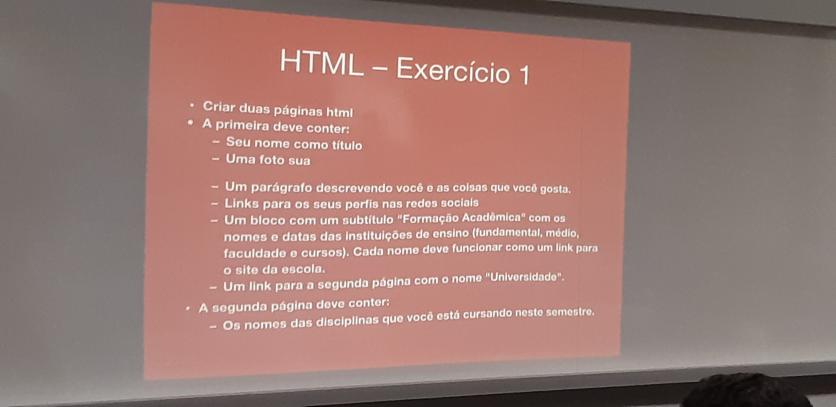 HTML – Exercício 1
• Criar duas páginas html
• A primeira deve conter:
– Seu nome como título
– Uma foto sua
– Um parágrafo descrevendo você e as coisas que você gosta.
– Links para os seus perfis nas redes sociais
– Um bloco com um subtítulo "Formação Acadêmica" com os
nomes e datas das instituições de ensino (fundamental, médio,
faculdade e cursos). Cada nome deve funcionar como um link para
o site da escola.
– Um link para a segunda página com o nome "Universidade".
• A segunda página deve conter:
– Os nomes das disciplinas que você está cursando neste semestre.